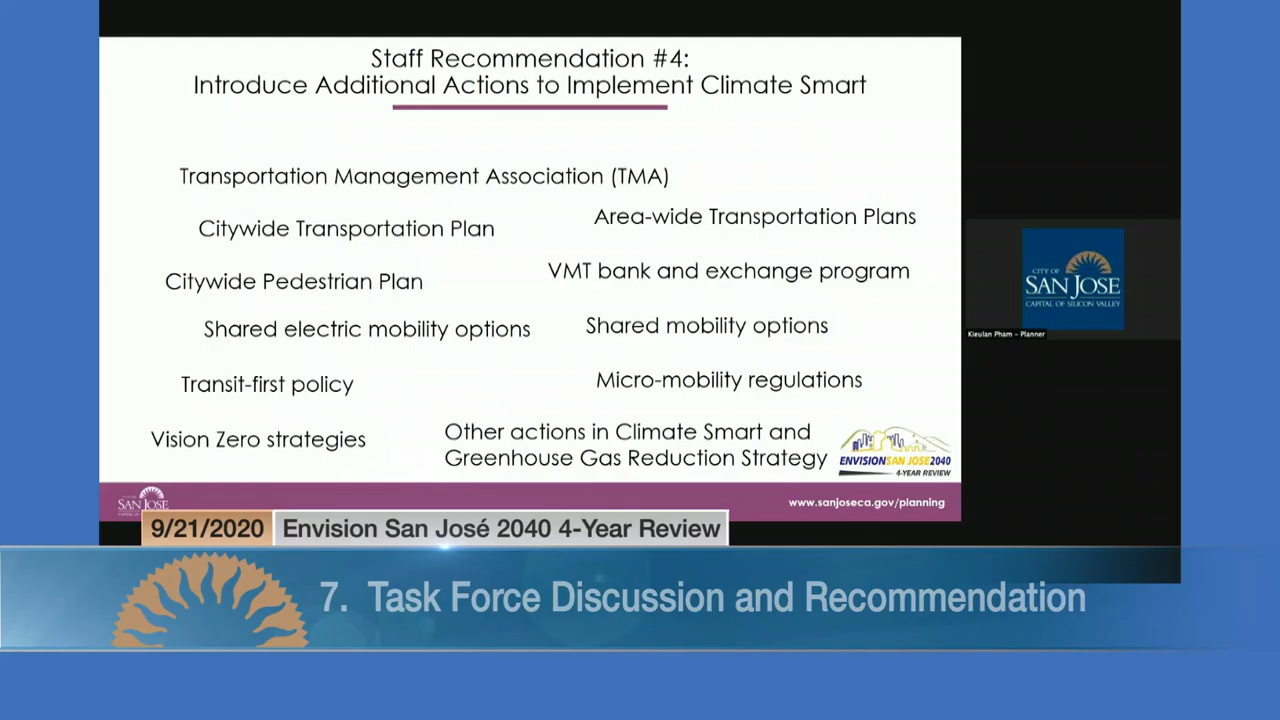 Staff Recommendation #4:
Introduce Additional Actions to Implement Climate Smart
Transportation Management Association (TMA)
Area-wide Transportation Plans
Citywide Transportation Plan
VMT bank and exchange program
Citywide Pedestrian Plan
Shared electric mobility options
Shared mobility options
Transit-first policy
Micro-mobility regulations
Vision Zero strategies
Other actions in Climate Smart and
Greenhouse Gas Reduction Strategy
ENVISION SAN JOSE 2040
4-YEAR REVIEW
CITY OF
SAN JOSE
CAPITAL OF SILICON VALLEY
Kieulan Pham - Planner
SAN JOSE
www.sanjoseca.gov/planning
9/21/2020
Envision San José 2040 4-Year Review
7. Task Force Discussion and Recommendation